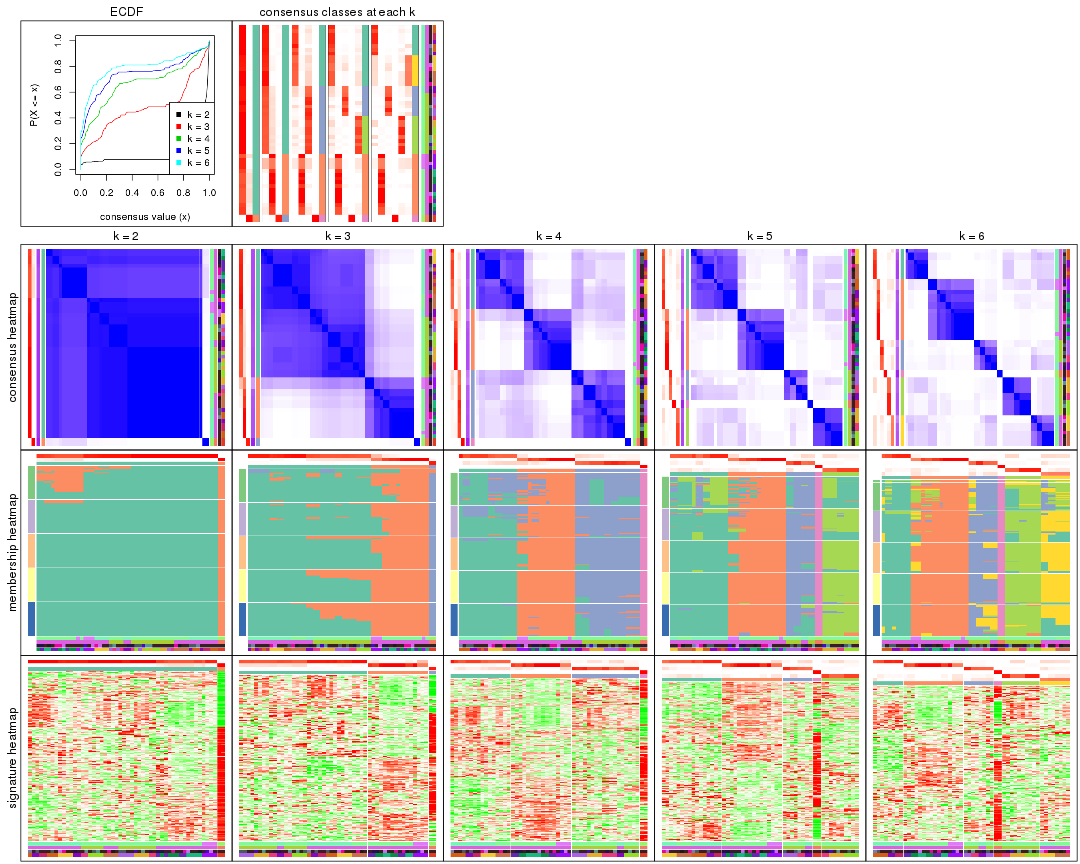 ECDF
consensus classes at each k
P(X <= x)
1.0
0.8
0.6
0.4
0.2
0.0
k = 2
k = 3
k = 4
k = 5
k = 6
0.0 0.2 0.4 0.6 0.8 1.0
consensus value (x)
k = 2 k = 3 k = 4 k = 5 k = 6
consensus heatmap
membership heatmap
signature heatmap